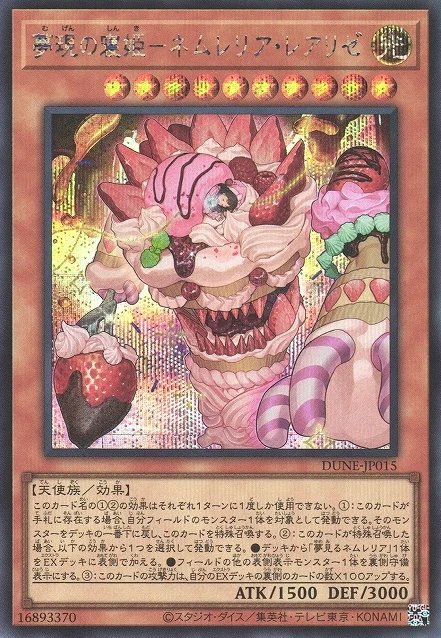 夢現の寝姫－ネムレリア・レアリゼ
光
DUNE-JP015
【天使族／効果】
このカード名の①②の効果はそれぞれ1ターンに1度しか使用できない。①：このカードが
手札に存在する場合、自分フィールドのモンスター1体を対象として発動できる。そのモ
ンスターをデッキの一番下に戻しこのカードを特殊召喚する。②：このカードが特殊召喚した
場合、以下の効果から1つを選択して発動できる。●デッキから「夢見るネムレリア」1体
をEXデッキに表側で加える。●フィールドの他の表側表示モンスター1体を裏側守備
表示にする。③：このカードの攻撃力は、自分のEXデッキの裏側のカードの数×100アップする。
ATK/1500 DEF/3000
16893370 ©スタジオ・ダイス／集英社・テレビ東京・KONAMI